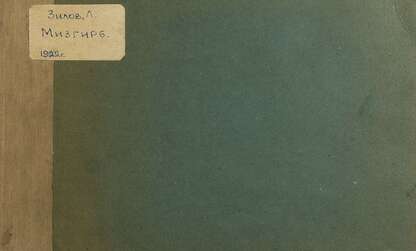 Зилов, Л.
Мизгирь.
1922г.